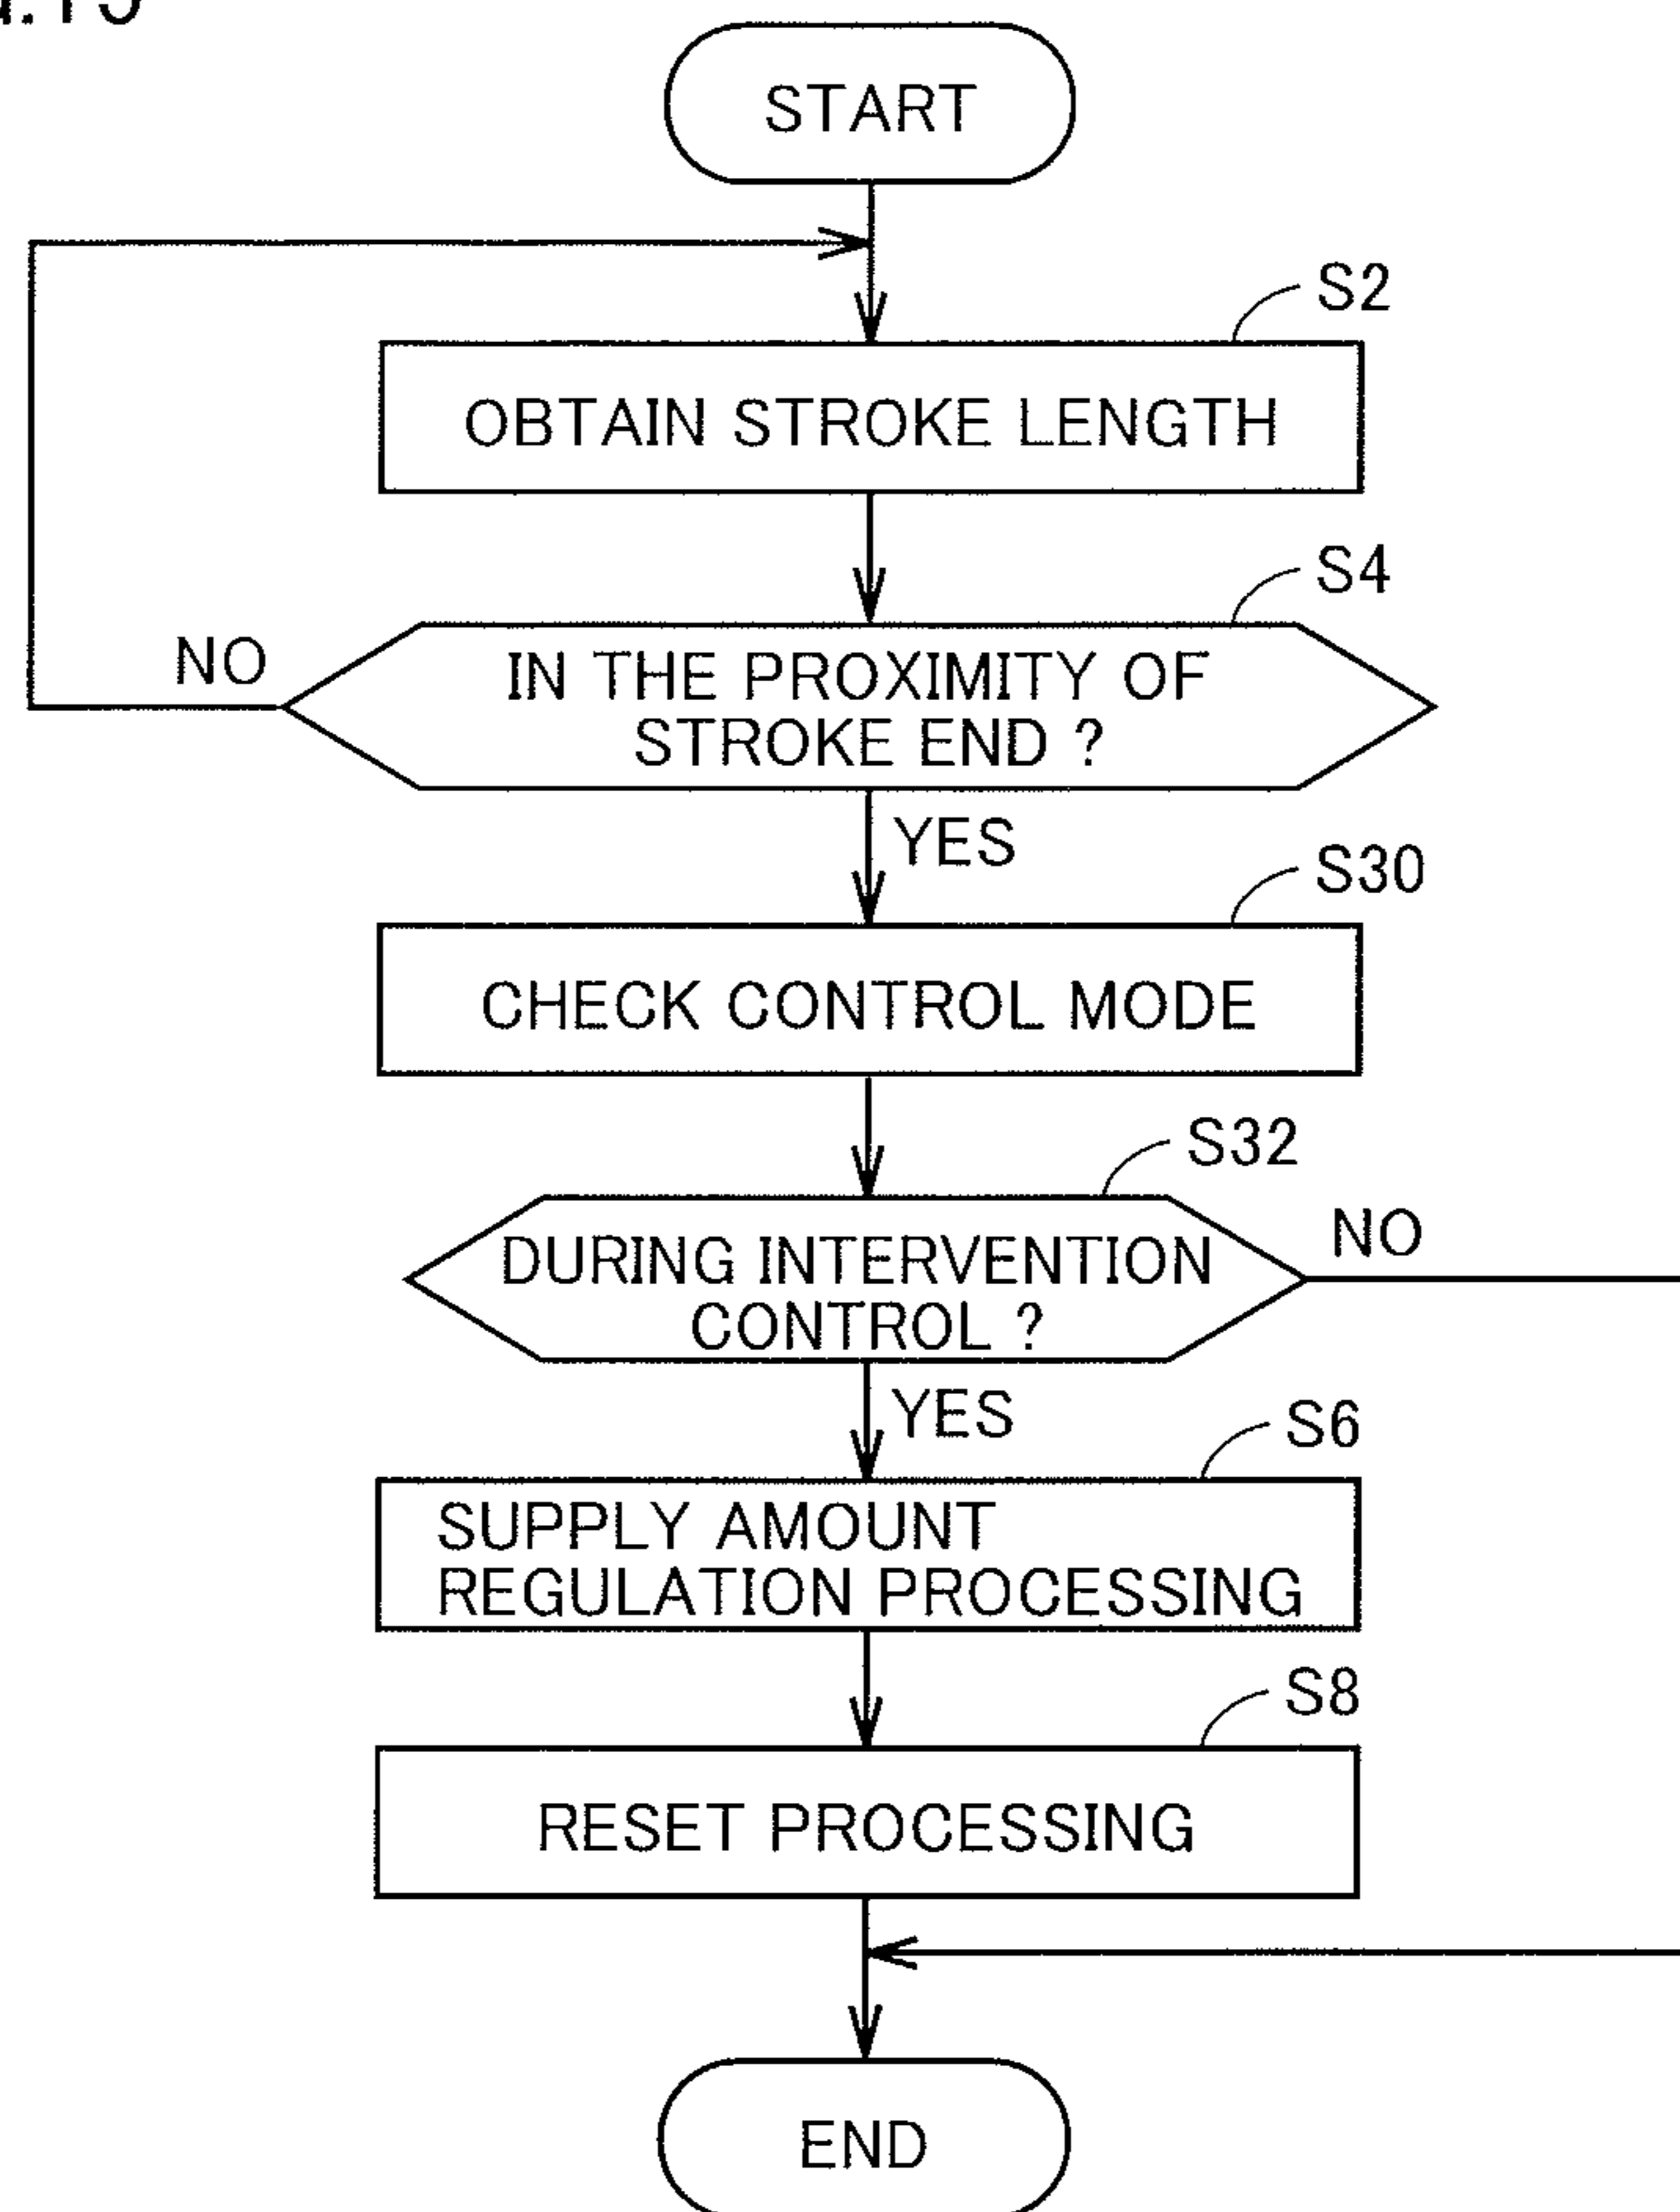 START
S2
OBTAIN STROKE LENGTH
S4
NO
IN THE PROXIMITY OF
STROKE END ?
YES
S30
CHECK CONTROL MODE
S32
DURING INTERVENTION
CONTROL ?
NO
YES
S6
SUPPLY AMOUNT
REGULATION PROCESSING
S8
RESET PROCESSING
END